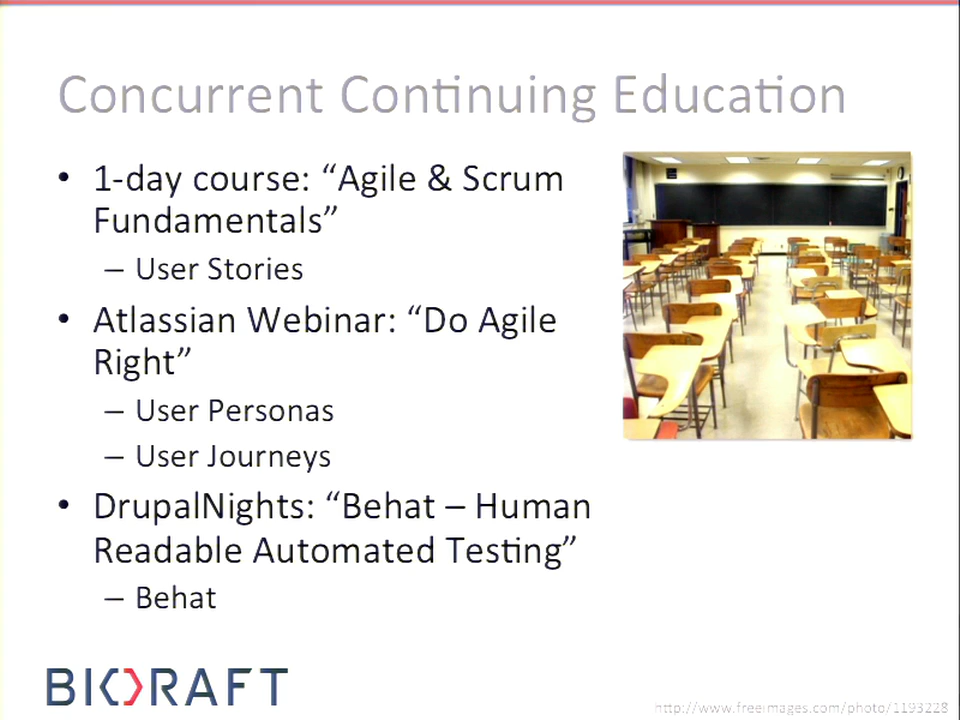 Concurrent Continuing Education
• 1-day course: “Agile & Scrum
Fundamentals”
– User Stories
• Atlassian Webinar: “Do Agile
Right”
– User Personas
– User Journeys
• DrupalNights: “Behat – Human
Readable Automated Testing”
– Behat
BIORAFT
http://www.freeimages.com/photo/1193228